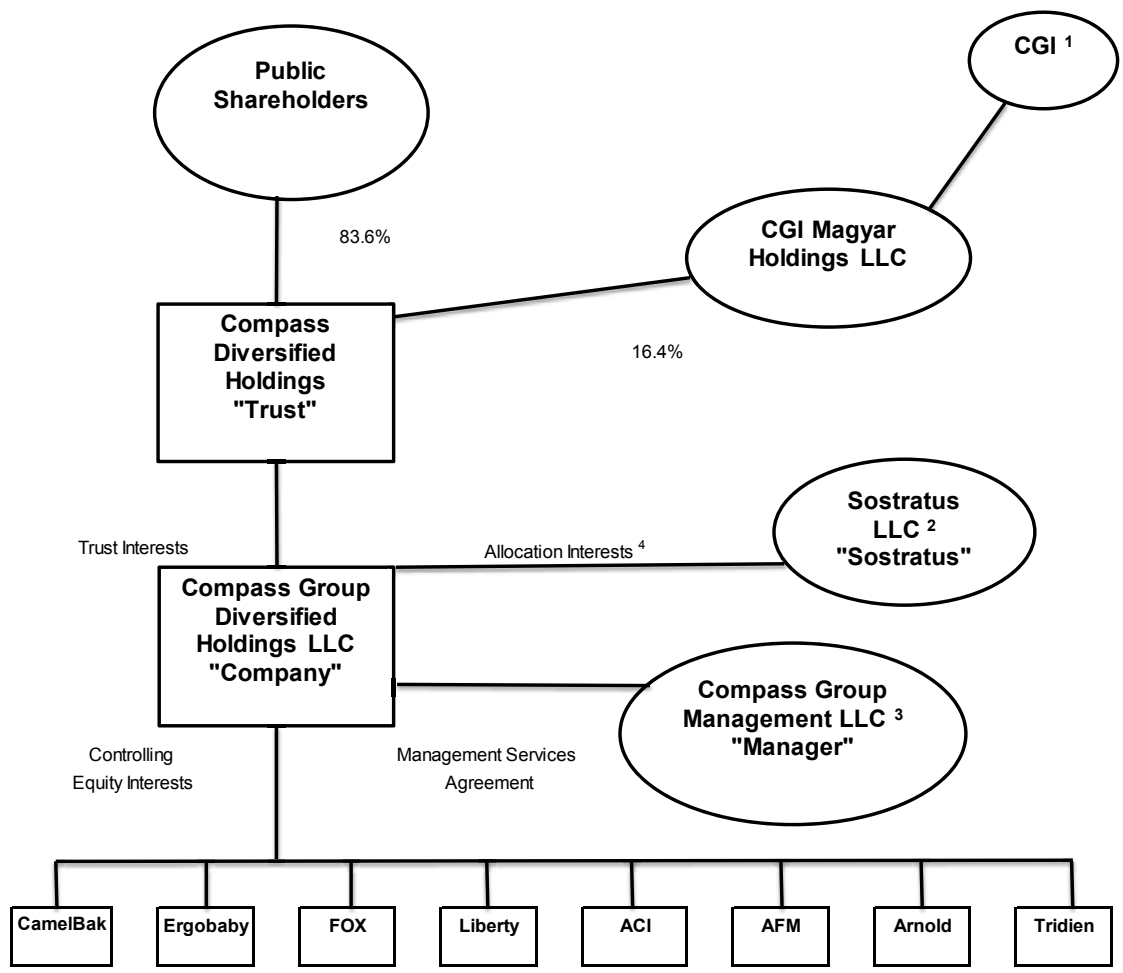 Public
Shareholders
CGI 1
83.6%
CGI Magyar
Holdings LLC
16.4%
Compass
Diversified
Holdings
"Trust"
Trust Interests
Allocation Interests 4
Sostratus
LLC 2
"Sostratus"
Compass Group
Diversified
Holdings LLC
"Company"
Compass Group
Management LLC 3
"Manager"
Controlling
Equity Interests
Management Services
Agreement
CamelBak
Ergobaby
FOX
Liberty
ACI
AFM
Arnold
Tridien